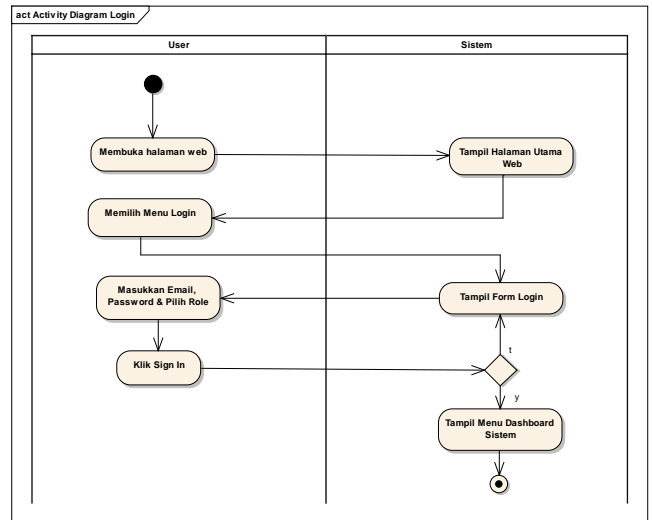 act Activity Diagram Login
User
Sistem
Membuka halaman web
Tampil Halaman Utama
Web
Memilih Menu Login
Masukkan Email,
Password & Pilih Role
Tampil Form Login
Klik Sign In
t
y
Tampil Menu Dashboard
Sistem